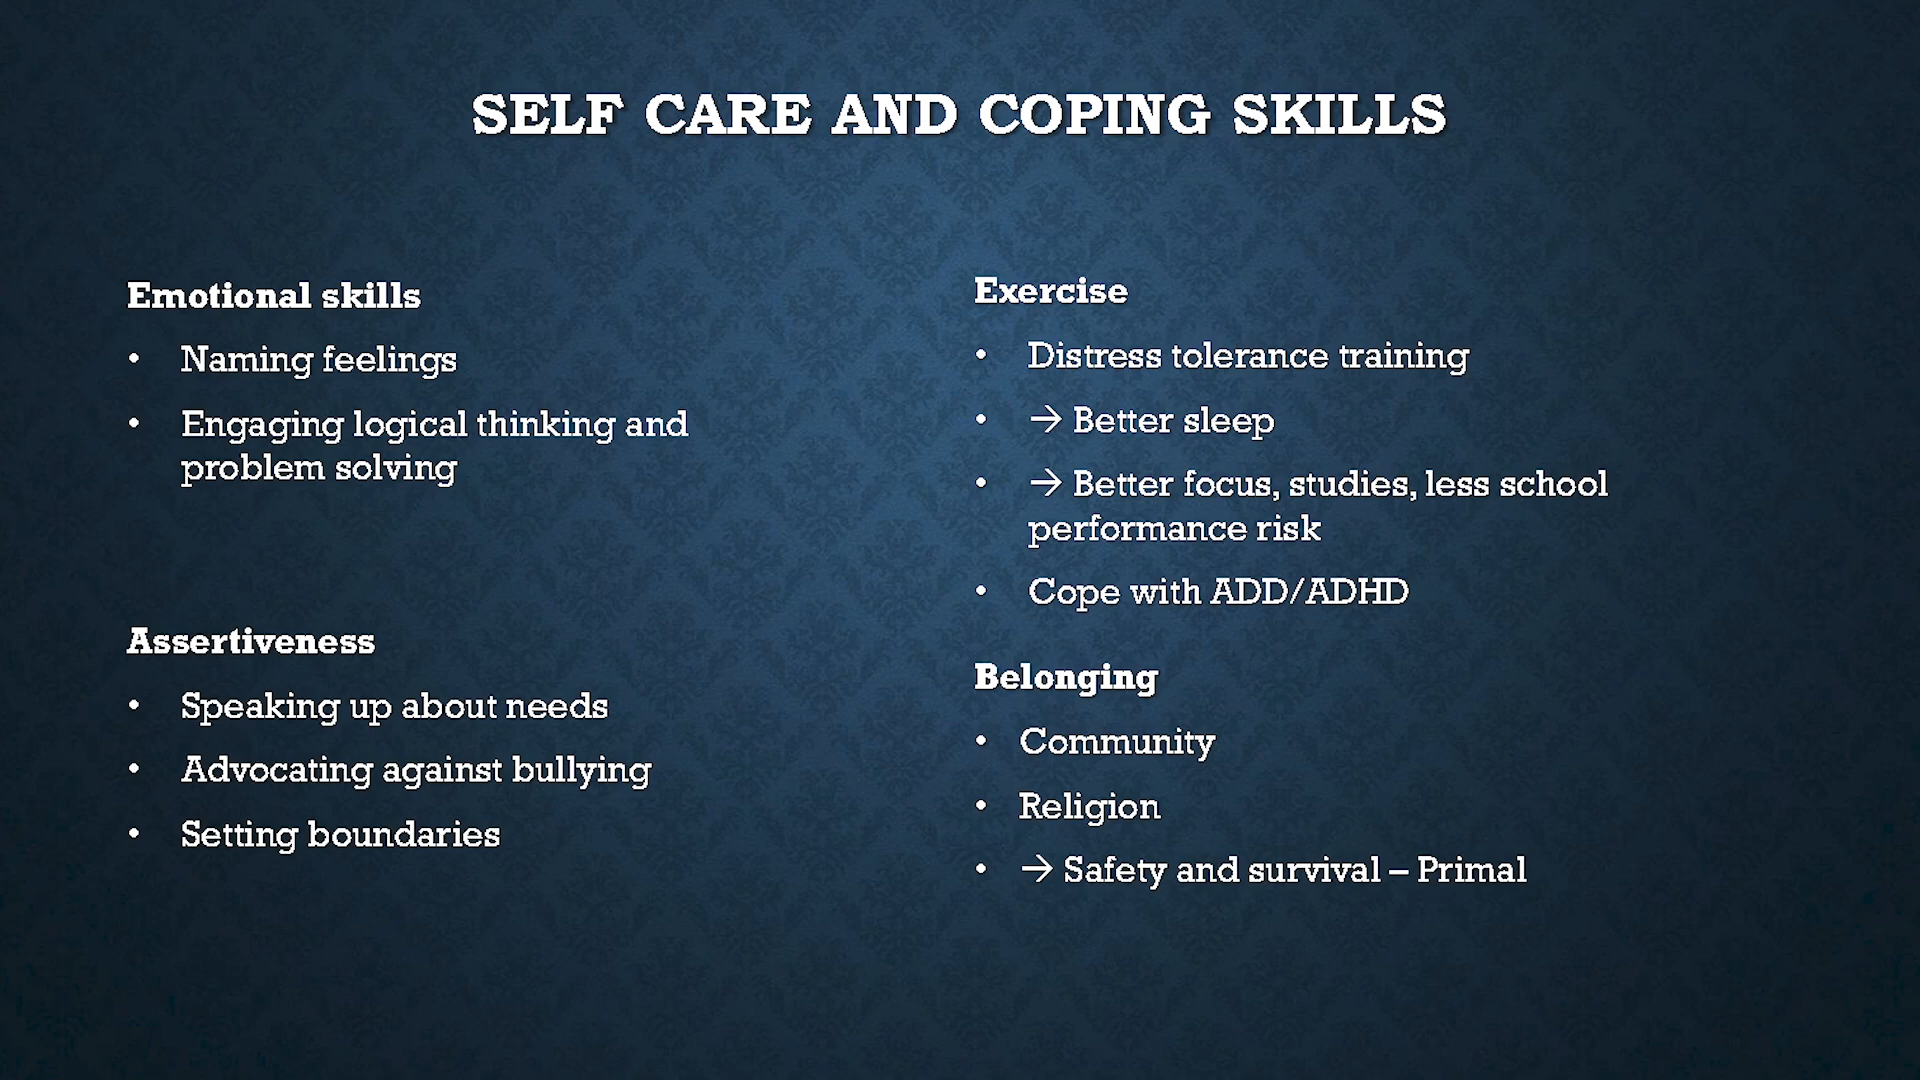 SELF CARE AND COPING SKILLS
Emotional skills
• Naming feelings
• Engaging logical thinking and
problem solving
Assertiveness
• Speaking up about needs
• Advocating against bullying
• Setting boundaries
Exercise
• Distress tolerance training
• → Better sleep
• → Better focus, studies, less school
performance risk
• Cope with ADD/ADHD
Belonging
• Community
• Religion
• → Safety and survival – Primal